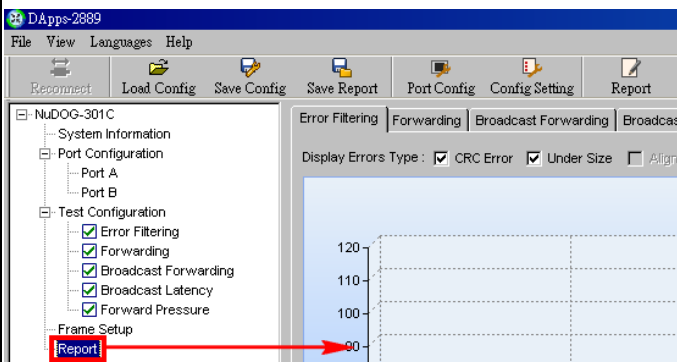 DApps-2889
File View Languages Help
Reconnect Load Config Save Config Save Report Port Config Config Setting Report
NuDOG-301C
System Information
Port Configuration
Port A
Port B
Test Configuration
Error Filtering
Forwarding
Broadcast Forwarding
Broadcast Latency
Forward Pressure
Frame Setup
Report
Error Filtering Forwarding Broadcast Forwarding Broadcas
Display Errors Type : CRC Error Under Size Align
120
110
100
90